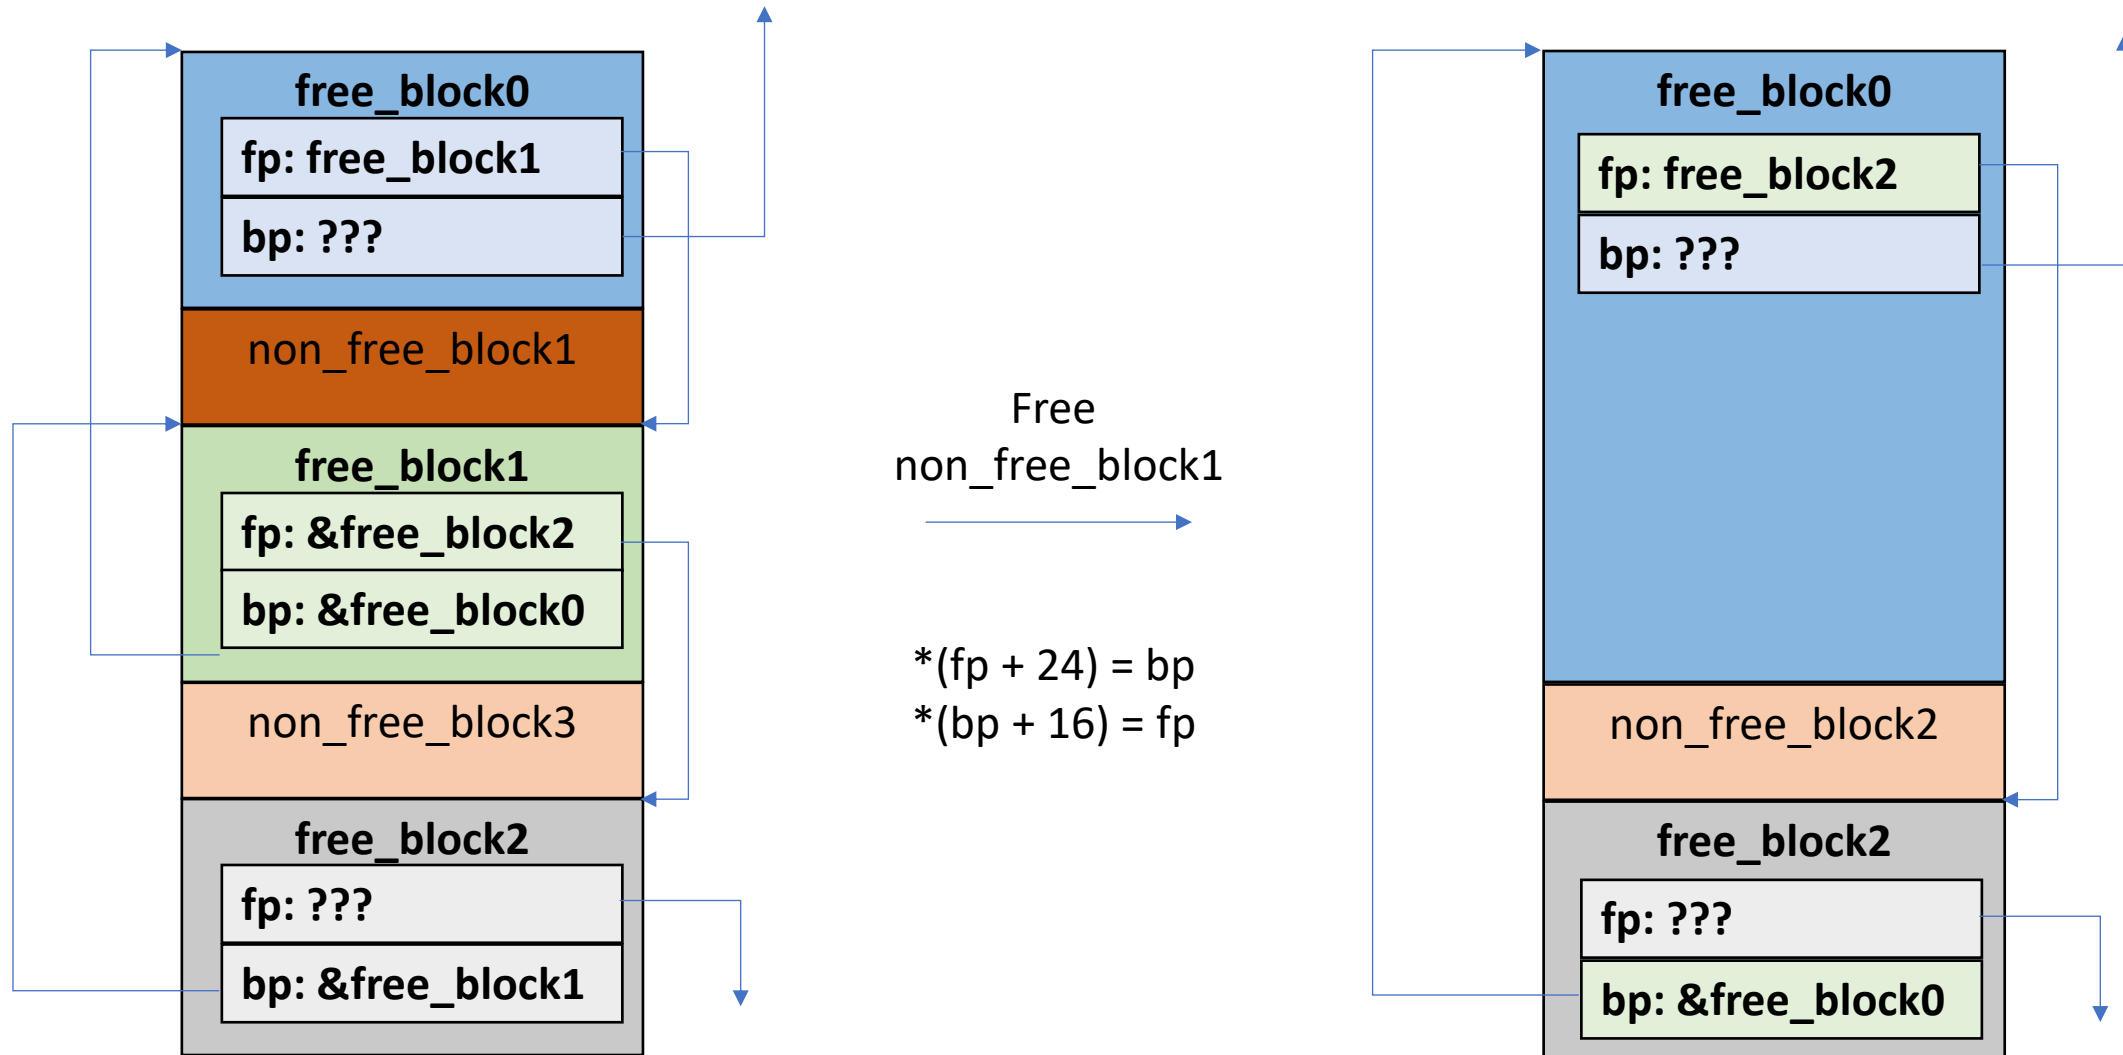 free_block0
fp: free_block1
bp: ???
non_free_block1
free_block1
fp: &free_block2
bp: &free_block0
non_free_block3
free_block2
fp: ???
bp: &free_block1
Free
non_free_block1
*(fp + 24) = bp
*(bp + 16) = fp
free_block0
fp: free_block2
bp: ???
non_free_block2
free_block2
fp: ???
bp: &free_block0